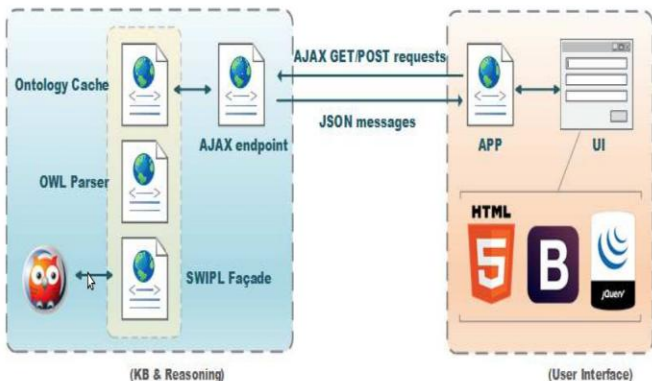 Ontology Cache
AJAX endpoint
OWL Parser
SWIPL Façade
(KB & Reasoning)
AJAX GET/POST requests
JSON messages
APP
UI
HTML
5
B
jQuery
(User Interface)